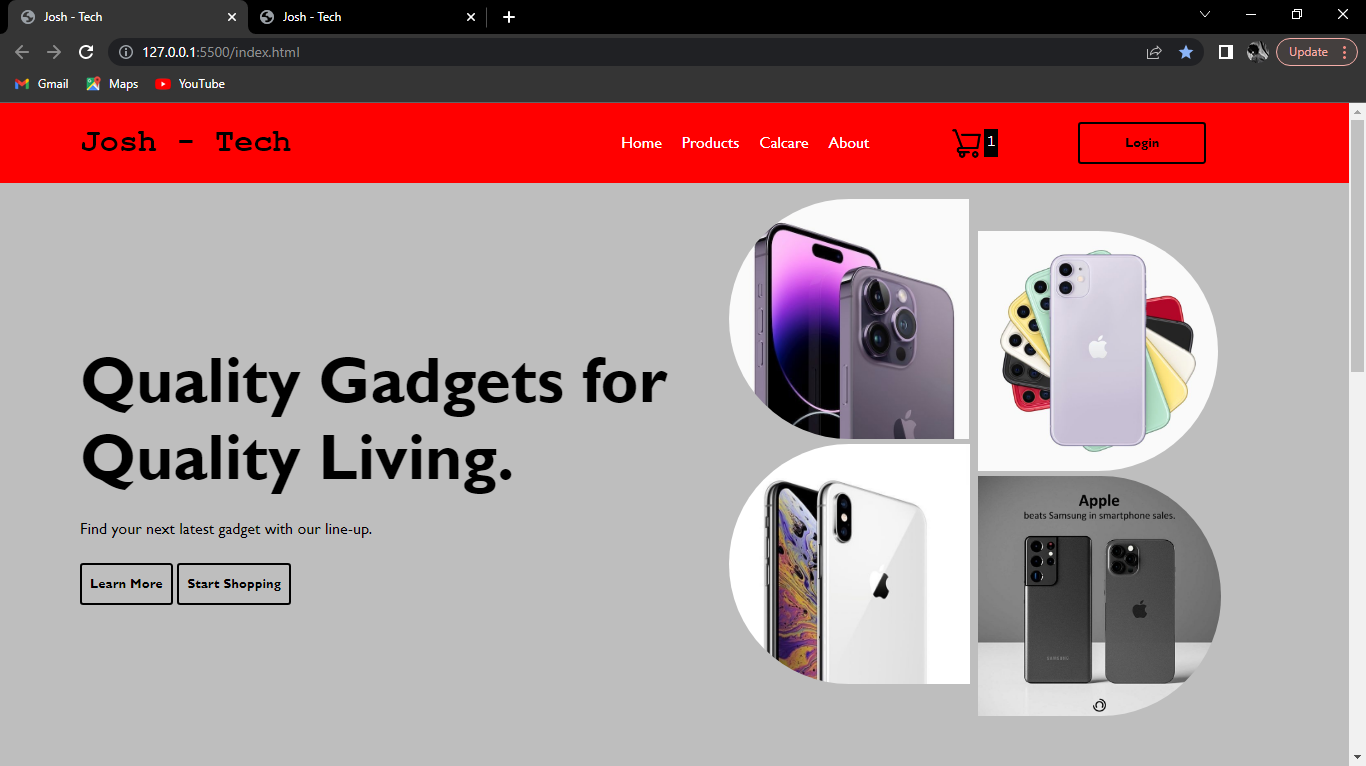 Josh - Tech
Josh - Tech
127.0.0.1:5500/index.html
Update
Gmail
Maps
YouTube
Josh - Tech
Home
Products
Calcare
About
1
Login
Quality Gadgets for
Quality Living.
Find your next latest gadget with our line-up.
Learn More
Start Shopping
Apple
beats Samsung in smartphone sales.
SAMSUNG